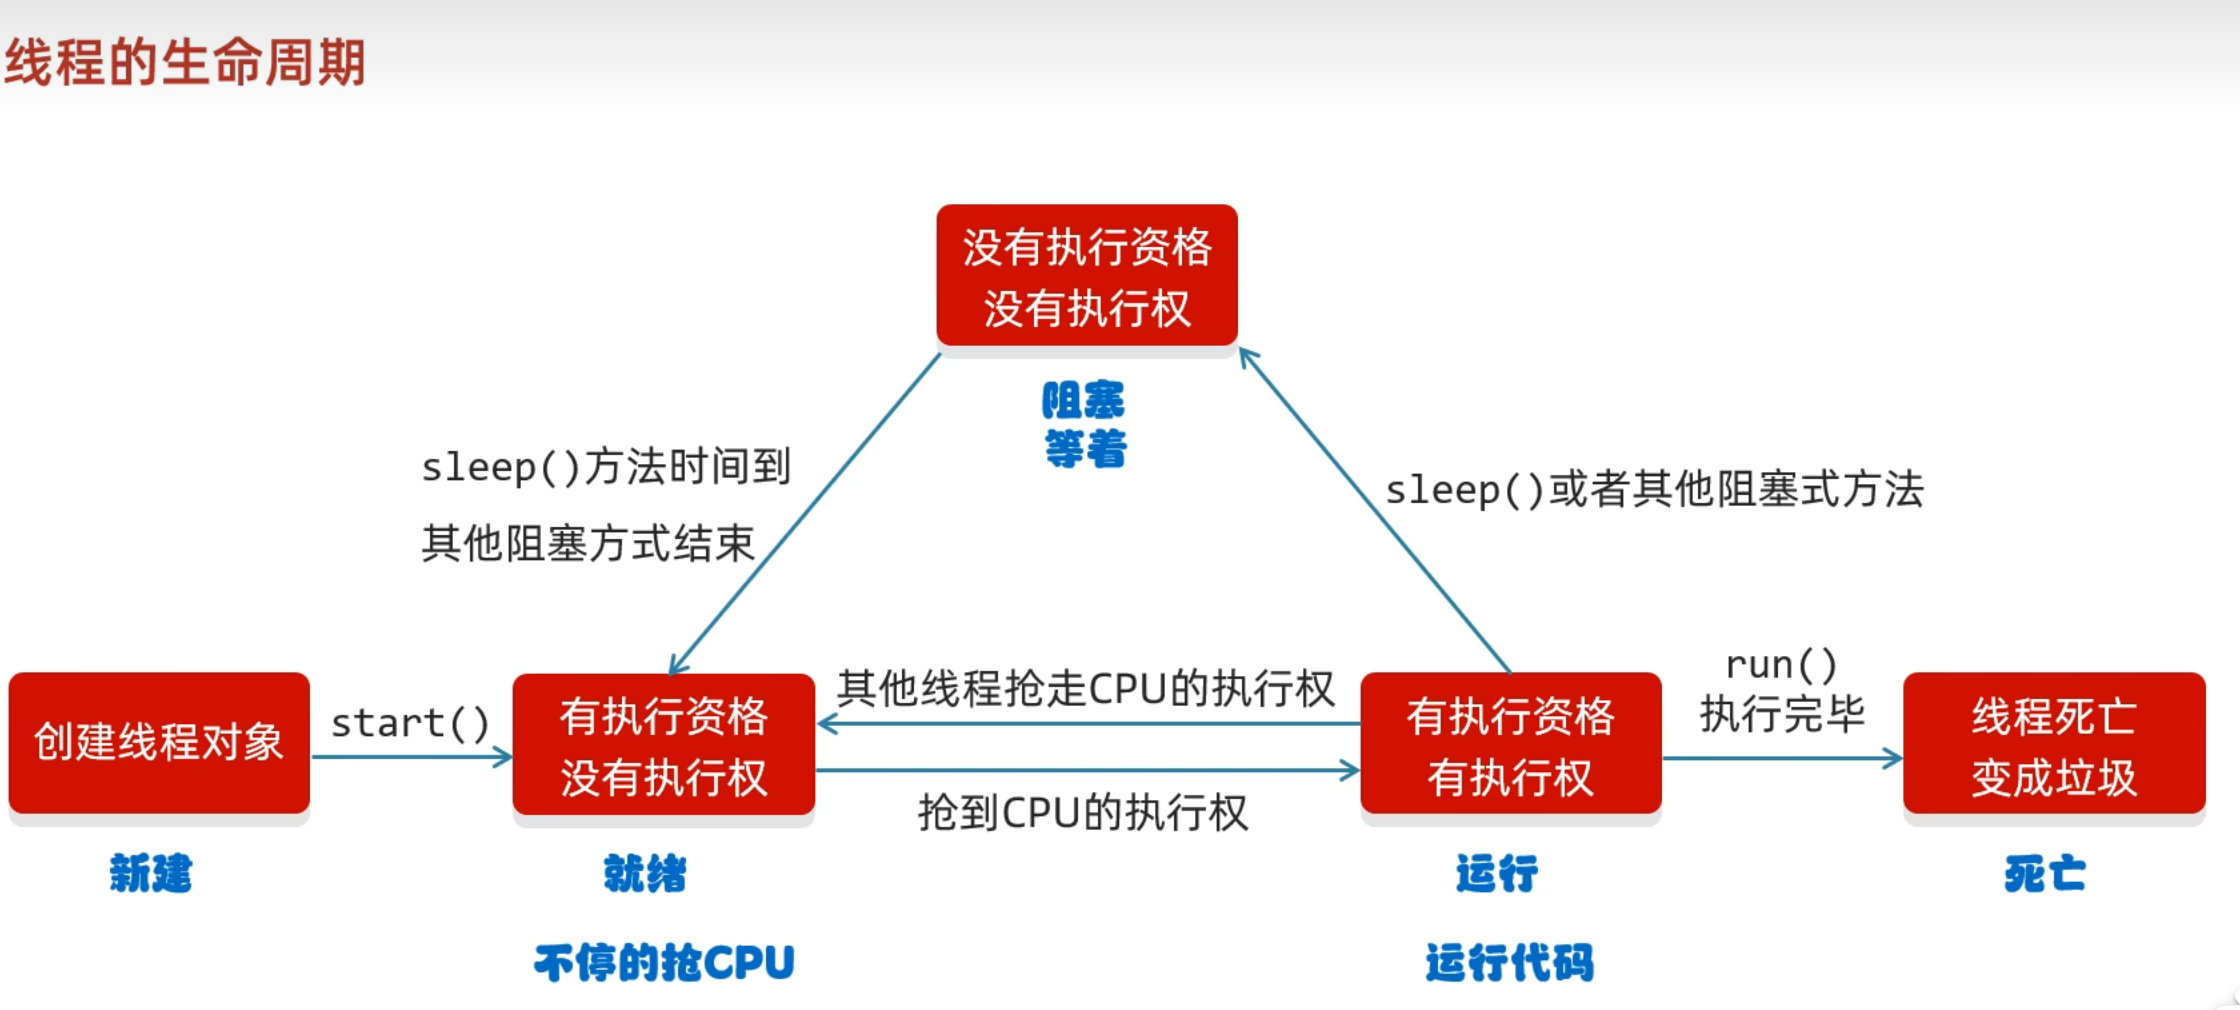 线程的生命周期
没有执行资格
没有执行权
阻塞
等着
sleep()方法时间到
其他阻塞方式结束
sleep()或者其他阻塞式方法
创建线程对象
start()
有执行资格
没有执行权
其他线程抢走CPU的执行权
抢到CPU的执行权
有执行资格
有执行权
run()
执行完毕
线程死亡
变成垃圾
新建
就绪
运行
死亡
不停的抢CPU
运行代码